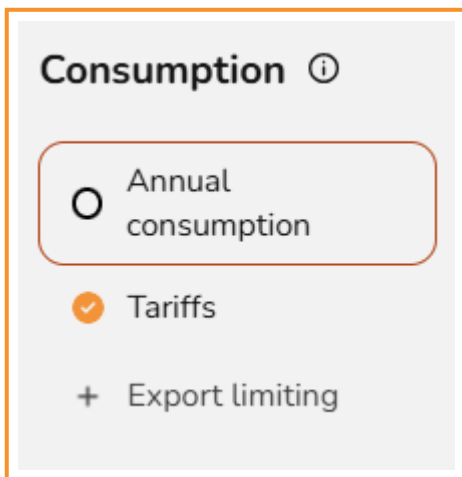 Consumption
Annual
consumption
Tariffs
+ Export limiting